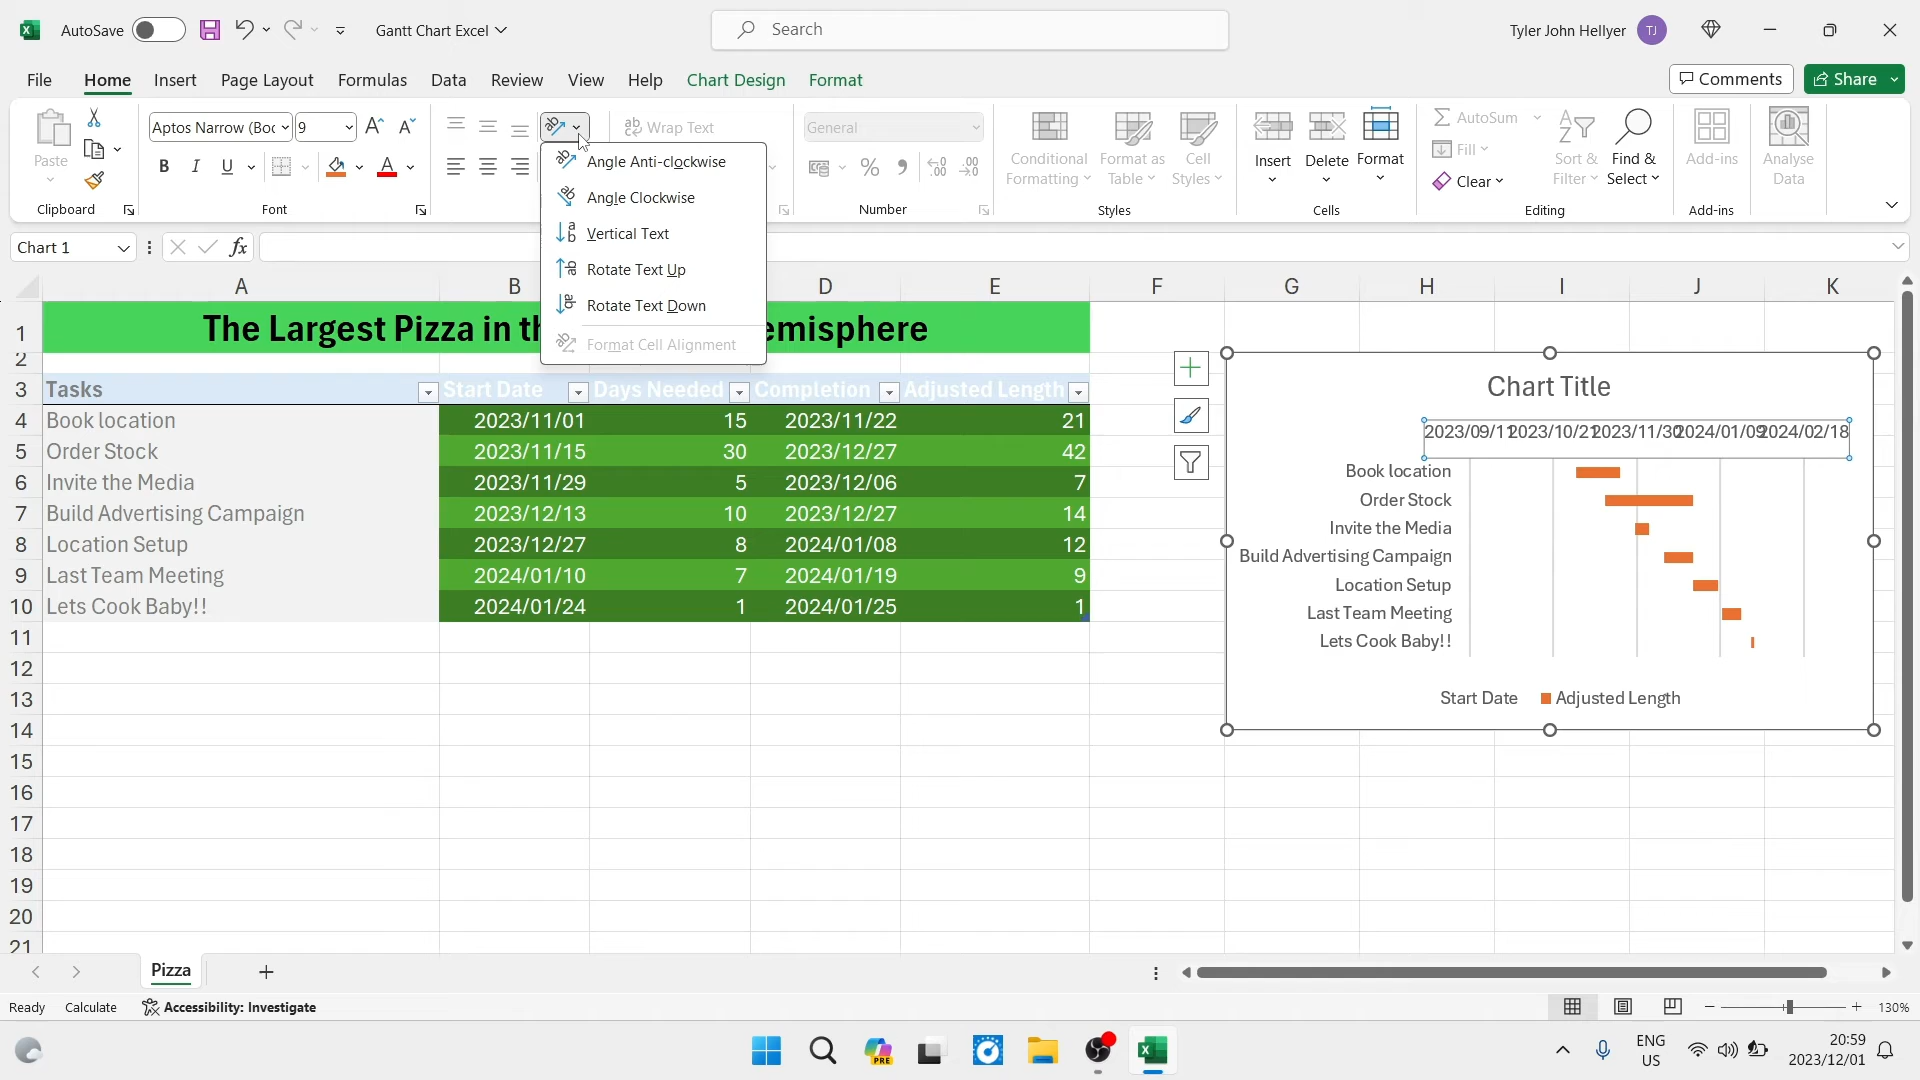 AutoSave
Gantt Chart Excel
Search
Tyler John Hellyer
TJ
File
Home
Insert
Page Layout
Formulas
Data
Review
View
Help
Chart Design
Format
Comments
Share
Paste
Clipboard
Aptos Narrow (Boc
9
B
I
U
A
Font
Wrap Text
Angle Anti-clockwise
Angle Clockwise
Vertical Text
Rotate Text Up
Rotate Text Down
Format Cell Alignment
General
Number
Conditional
Formatting
Format as
Table
Cell
Styles
Styles
Insert
Delete
Format
Cells
AutoSum
Fill
Clear
Sort &
Filter
Find &
Select
Editing
Add-ins
Add-ins
Analyse
Data
Chart 1
fx
A B D E F G H I J K
1 The Largest Pizza in th emisphere
2
3 Tasks Start Date Days Needed Completion Adjusted Length
4 Book location 2023/11/01 15 2023/11/22 21
5 Order Stock 2023/11/15 30 2023/12/27 42
6 Invite the Media 2023/11/29 5 2023/12/06 7
7 Build Advertising Campaign 2023/12/13 10 2023/12/27 14
8 Location Setup 2023/12/27 8 2024/01/08 12
9 Last Team Meeting 2024/01/10 7 2024/01/19 9
10 Lets Cook Baby!! 2024/01/24 1 2024/01/25 1
11
12
13
14
15
16
17
18
19
20
21
Chart Title
2023/09/11 2023/10/21 2023/11/30 2024/01/09 2024/02/18
Book location
Order Stock
Invite the Media
Build Advertising Campaign
Location Setup
Last Team Meeting
Lets Cook Baby!!
Start Date Adjusted Length
Pizza
Ready
Calculate
Accessibility: Investigate
130%
PRE
ENG
US
20:59
2023/12/01